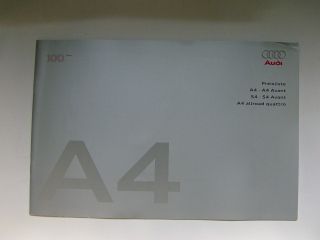 100
Audi
Preisliste
A4 - A4 Avant
S4 - S4 Avant
A4 allroad quattro
A4